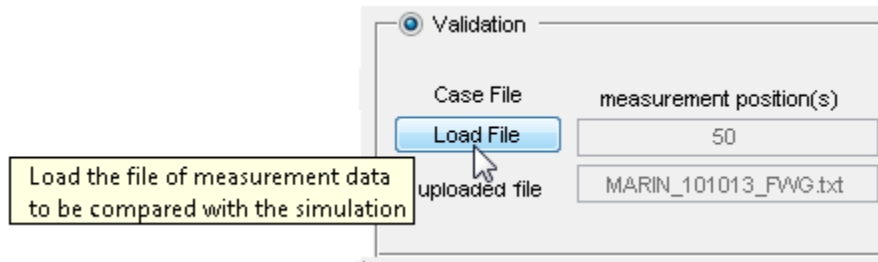 Validation
Case File
measurement position(s)
Load File
50
Load the file of measurement data
to be compared with the simulation
uploaded file
MARIN_101013_FWG.txt